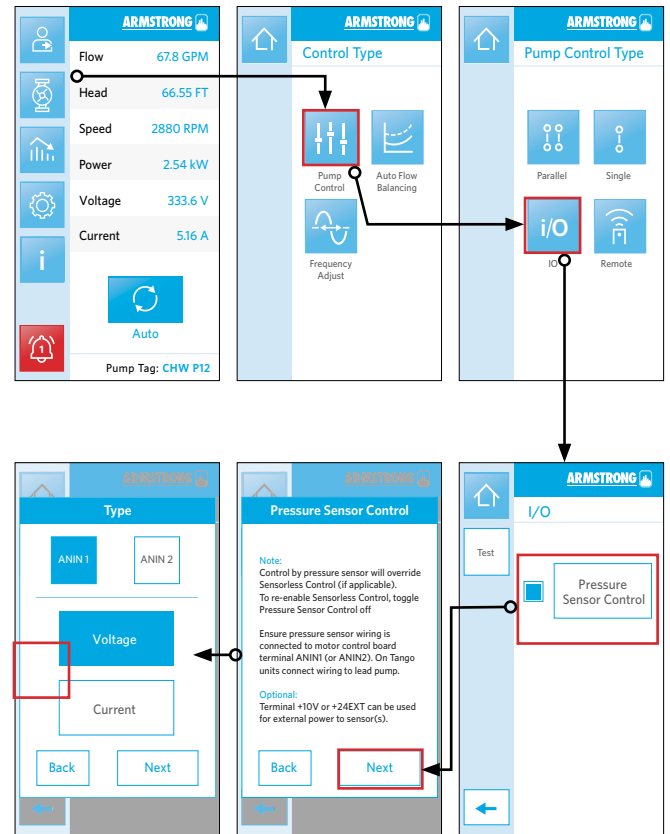 ARMSTRONG
Flow 67.8 GPM
Head 66.55 FT
Speed 2880 RPM
Power 2.54 kW
Voltage 333.6 V
Current 5.16 A
i
1
Auto
Pump Tag: CHW P12
ARMSTRONG
Control Type
Pump
Control
Auto Flow
Balancing
Frequency
Adjust
ARMSTRONG
Pump Control Type
Parallel
Single
i/O
IO
Remote
ARMSTRONG
Type
ANIN 1
ANIN 2
Voltage
Current
Back
Next
ARMSTRONG
Pressure Sensor Control
Note:
Control by pressure sensor will override
Sensorless Control (if applicable).
To re-enable Sensorless Control, toggle
Pressure Sensor Control off
Ensure pressure sensor wiring is
connected to motor control board
terminal ANIN1 (or ANIN2). On Tango
units connect wiring to lead pump.
Optional:
Terminal +10V or +24EXT can be used
for external power to sensor(s).
Back
Next
ARMSTRONG
I/O
Test
Pressure
Sensor Control